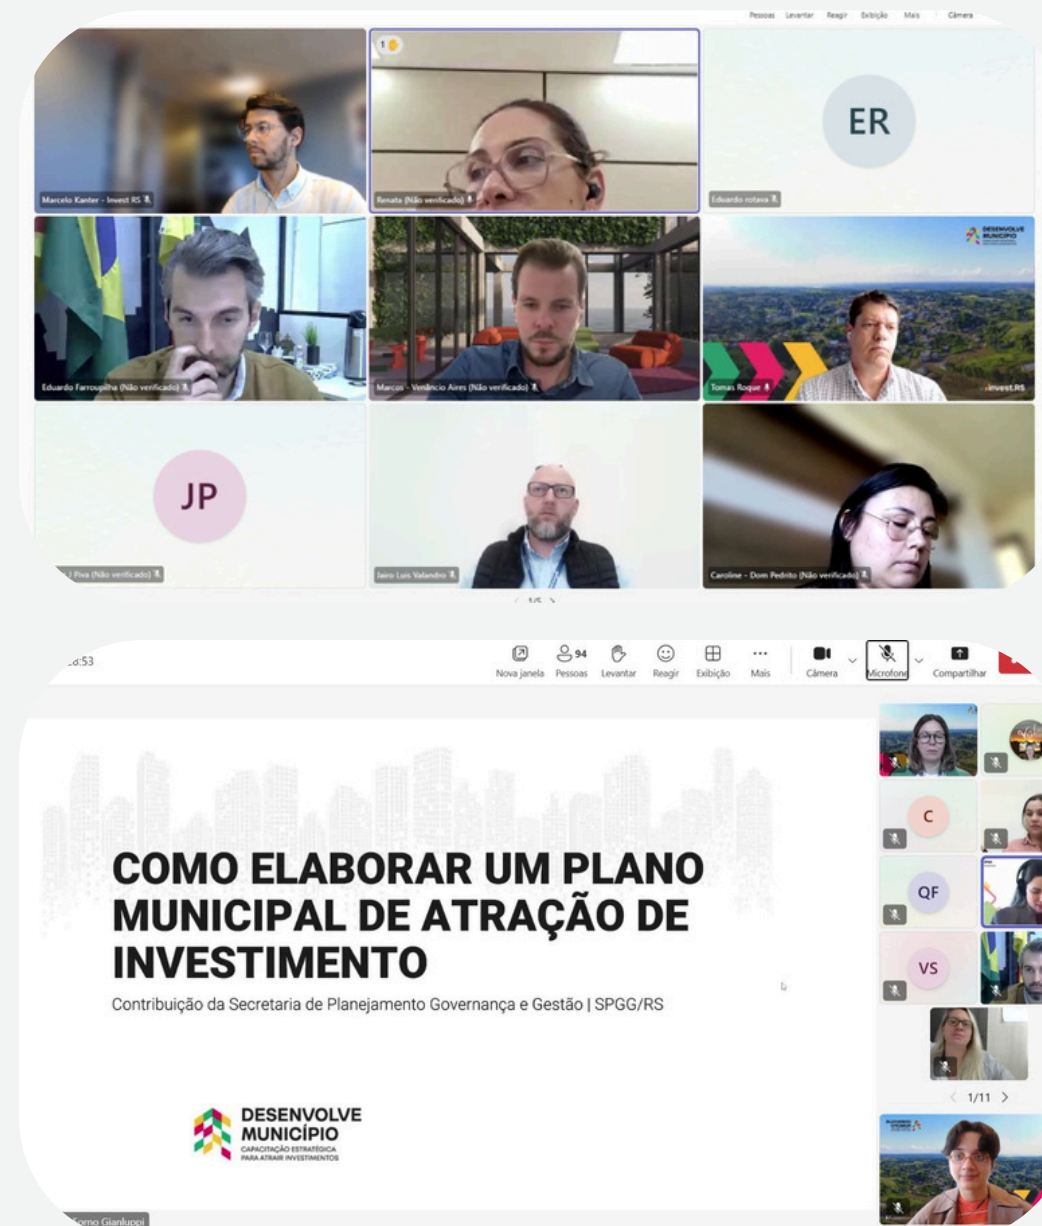 Pessoas Levantar Reagir Exibição Mais Câmera
1
ER
Marcelo Kanter - Invest RS
Renata (Não verificado)
Eduardo rotava
DESENVOLVE
MUNICÍPIO
Eduardo Farroupilha (Não verificado)
Marcos - Venâncio Aires (Não verificado)
Tomas Roque
invest.RS
JP
J Piva (Não verificado)
Jairo Luis Valandro
Caroline - Dom Pedrito (Não verificado)
1/5
:53
94
Nova janela Pessoas Levantar Reagir Exibição Mais Câmera Microfone Compartilhar
C
QF
VS
COMO ELABORAR UM PLANO
MUNICIPAL DE ATRAÇÃO DE
INVESTIMENTO
Contribuição da Secretaria de Planejamento Governança e Gestão | SPGG/RS
1/11
DESENVOLVE
MUNICÍPIO
CAPACITAÇÃO ESTRATÉGICA
PARA ATRAIR INVESTIMENTOS
Gianluppi